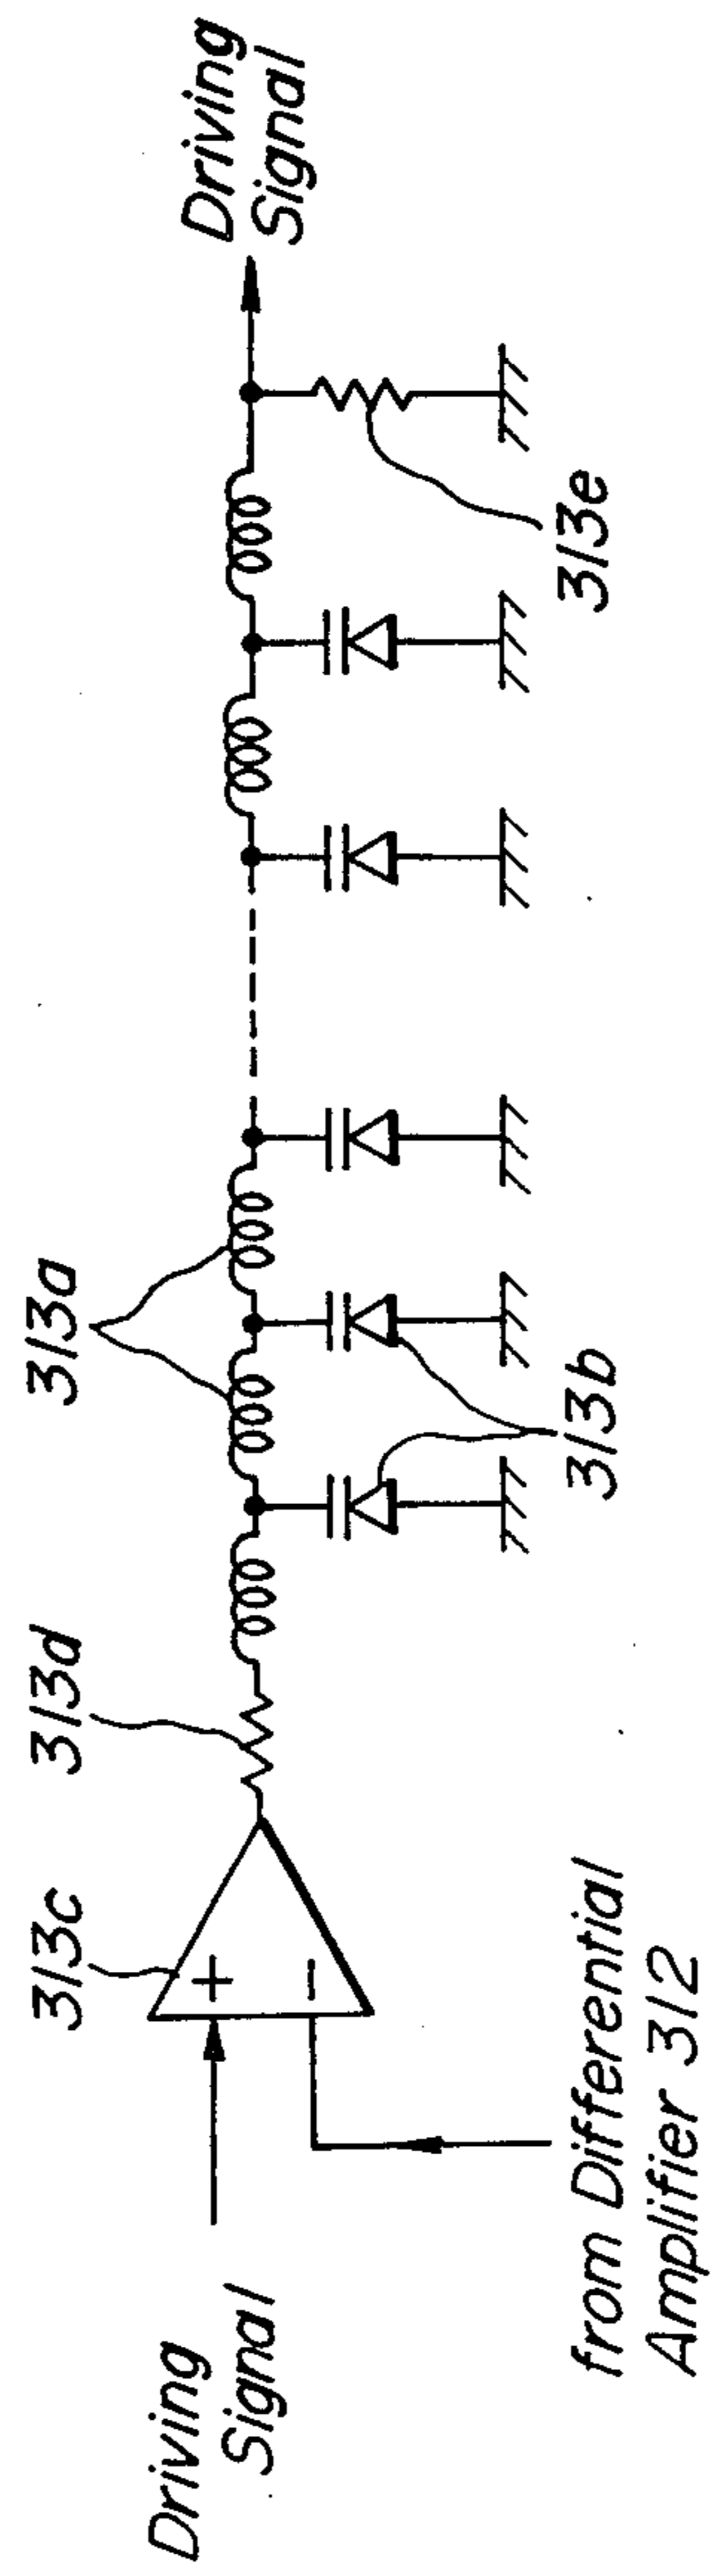 Driving
Signal
313c
313d
313a
+
−
from Differential
Amplifier 312
313b
313e
Driving
Signal